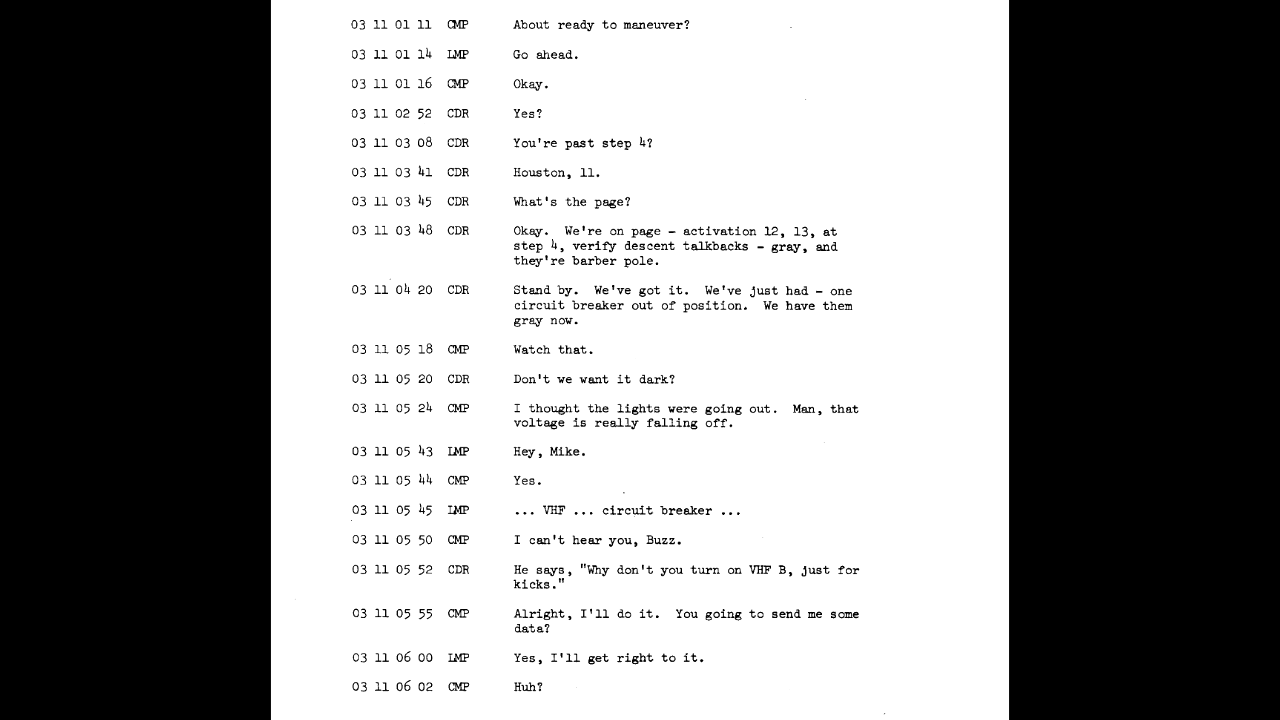 03 11 01 11 CMP About ready to maneuver?
03 11 01 14 LMP Go ahead.
03 11 01 16 CMP Okay.
03 11 02 52 CDR Yes?
03 11 03 08 CDR You're past step 4?
03 11 03 41 CDR Houston, 11.
03 11 03 45 CDR What's the page?
03 11 03 48 CDR Okay. We're on page - activation 12, 13, at
step 4, verify descent talkbacks - gray, and
they're barber pole.
03 11 04 20 CDR Stand by. We've got it. We've just had - one
circuit breaker out of position. We have them
gray now.
03 11 05 18 CMP Watch that.
03 11 05 20 CDR Don't we want it dark?
03 11 05 24 CMP I thought the lights were going out. Man, that
voltage is really falling off.
03 11 05 43 LMP Hey, Mike.
03 11 05 44 CMP Yes.
03 11 05 45 LMP ... VHF ... circuit breaker ...
03 11 05 50 CMP I can't hear you, Buzz.
03 11 05 52 CDR He says, "Why don't you turn on VHF B, just for
kicks."
03 11 05 55 CMP Alright, I'll do it. You going to send me some
data?
03 11 06 00 LMP Yes, I'll get right to it.
03 11 06 02 CMP Huh?